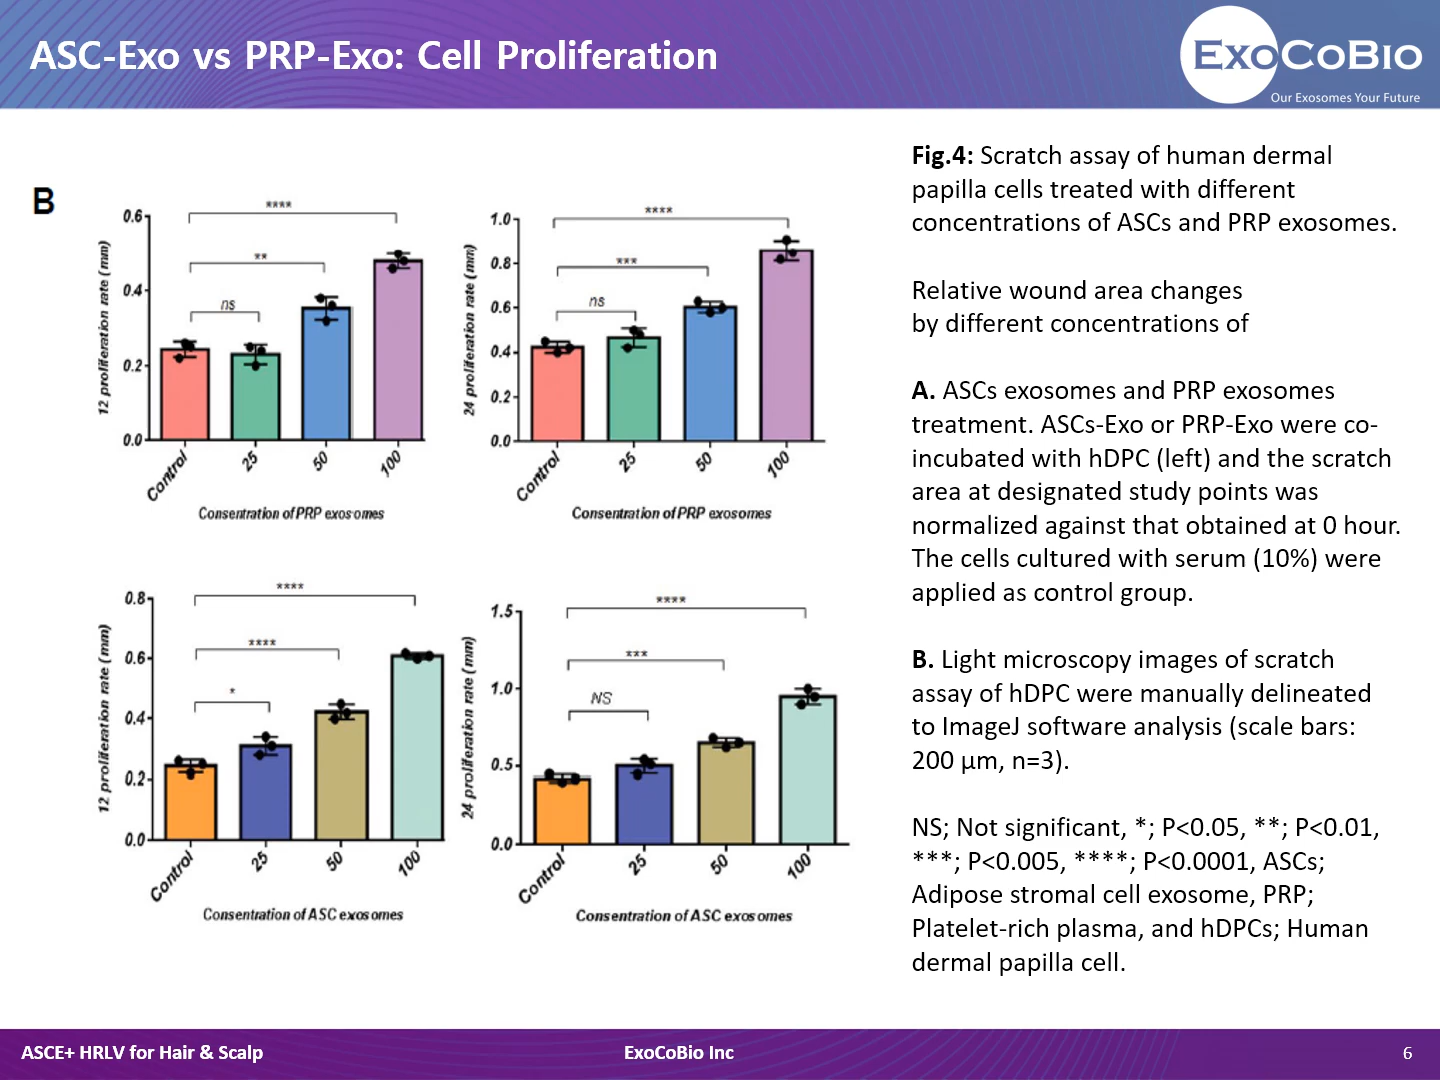 ASC-Exo vs PRP-Exo: Cell Proliferation
ExoCoBio
Our Exosomes Your Future
B
12 proliferation rate (mm)
0.6
0.4
0.2
0.0
****
**
ns
Control
25
50
100
Consentration of PRP exosomes
24 proliferation rate (mm)
1.0
0.8
0.6
0.4
0.2
0.0
****
***
ns
Control
25
50
100
Consentration of PRP exosomes
12 proliferation rate (mm)
0.8
0.6
0.4
0.2
0.0
****
****
*
Control
25
50
100
Consentration of ASC exosomes
24 proliferation rate (mm)
1.5
1.0
0.5
0.0
****
***
NS
Control
25
50
100
Consentration of ASC exosomes
Fig.4: Scratch assay of human dermal
papilla cells treated with different
concentrations of ASCs and PRP exosomes.
Relative wound area changes
by different concentrations of
A. ASCs exosomes and PRP exosomes
treatment. ASCs-Exo or PRP-Exo were co-
incubated with hDPC (left) and the scratch
area at designated study points was
normalized against that obtained at 0 hour.
The cells cultured with serum (10%) were
applied as control group.
B. Light microscopy images of scratch
assay of hDPC were manually delineated
to ImageJ software analysis (scale bars:
200 μm, n=3).
NS; Not significant, *; P<0.05, **; P<0.01,
***; P<0.005, ****; P<0.0001, ASCs;
Adipose stromal cell exosome, PRP;
Platelet-rich plasma, and hDPCs; Human
dermal papilla cell.
ASCE+ HRLV for Hair & Scalp
ExoCoBio Inc
6